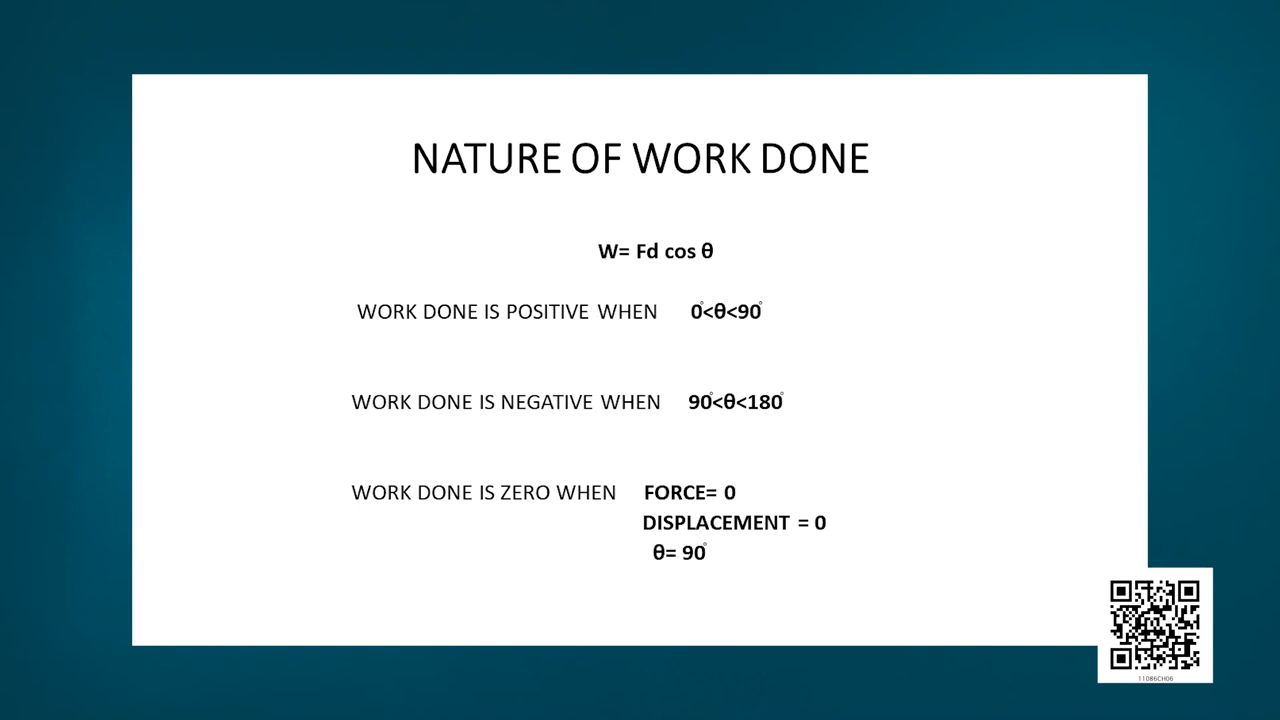 NATURE OF WORK DONE
W= Fd cos θ
WORK DONE IS POSITIVE WHEN 0°<θ<90°
WORK DONE IS NEGATIVE WHEN 90°<θ<180°
WORK DONE IS ZERO WHEN FORCE= 0
DISPLACEMENT = 0
θ= 90°
11086CH06